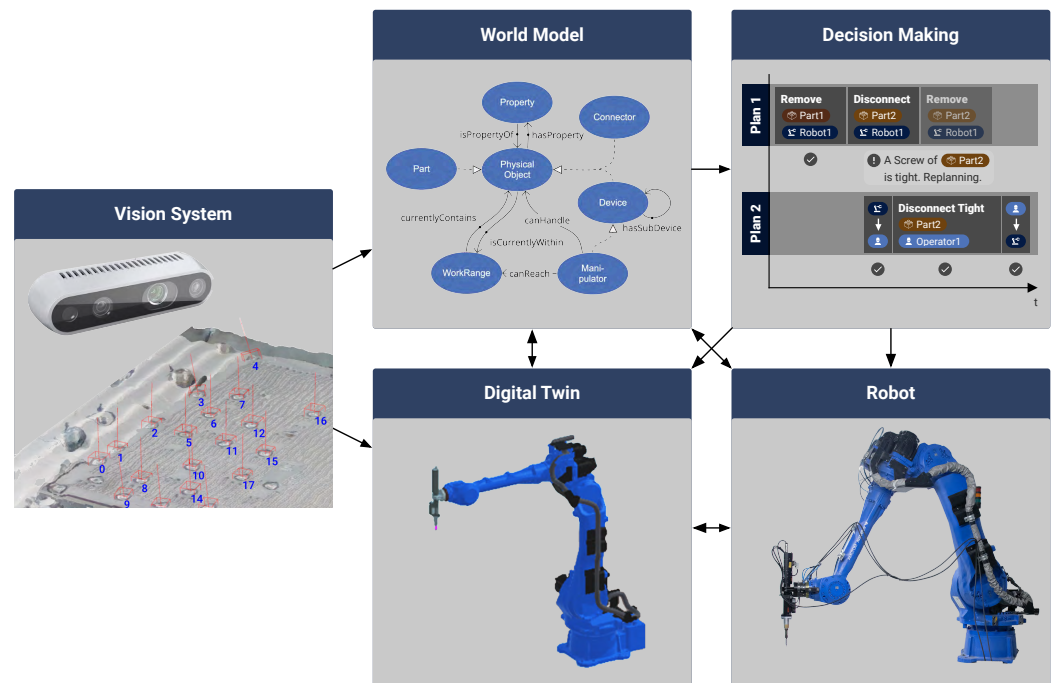 World Model
Property
isPropertyOf
hasProperty
Connector
Part
Physical
Object
Device
hasSubDevice
currentlyContains
canHandle
isCurrentlyWithin
WorkRange
canReach
Mani-
pulator
Decision Making
Plan 1
Remove
Part1
Robot1
Disconnect
Part2
Robot1
Remove
Part2
Robot1
A Screw of Part2
is tight. Replanning.
Plan 2
Disconnect Tight
Part2
Operator1
t
Vision System
4
3
7
16
6
2
12
5
11
1
15
0
10
8
17
14
9
Digital Twin
Robot